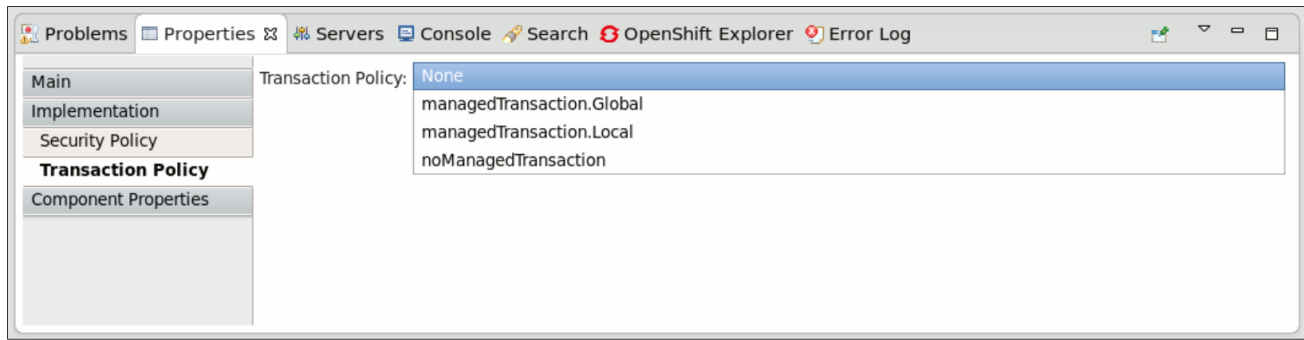 Problems Properties Servers Console Search OpenShift Explorer Error Log
Main
Implementation
Security Policy
Transaction Policy
Component Properties
Transaction Policy: None
managedTransaction.Global
managedTransaction.Local
noManagedTransaction